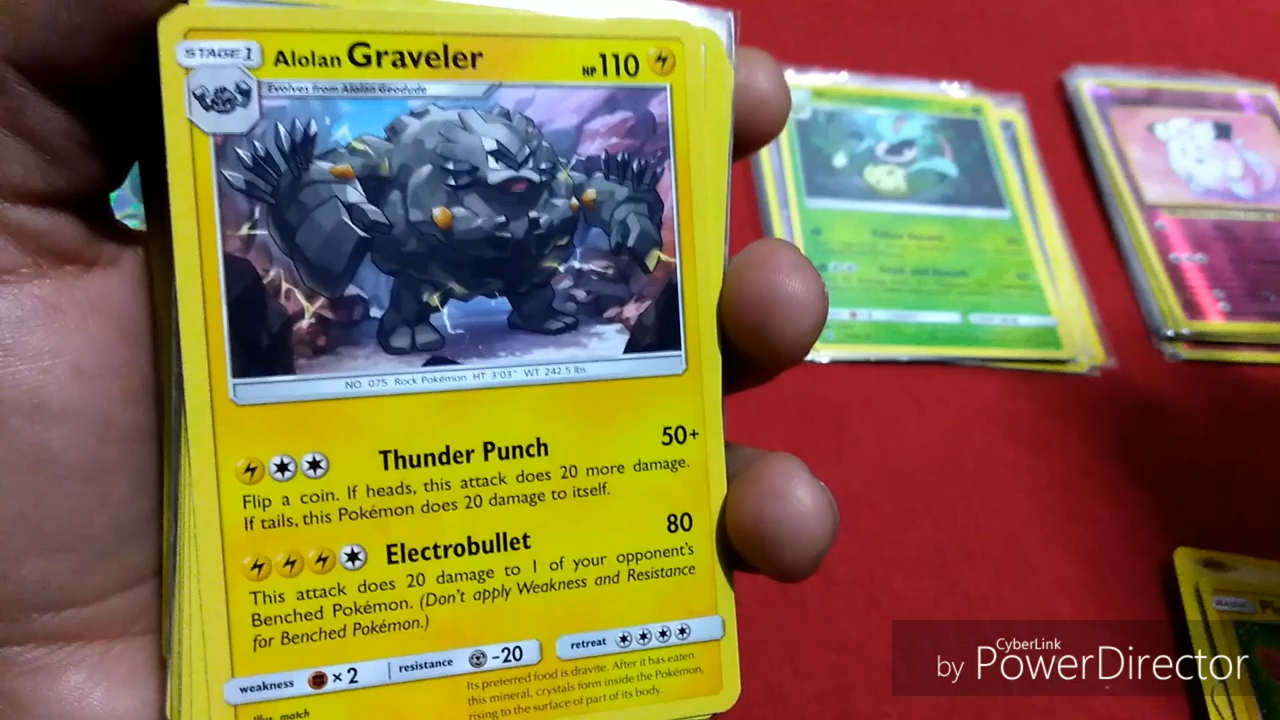 STAGE 1 Alolan Graveler HP 110
Evolves from Alolan Geodude
NO. 075 Rock Pokémon HT 3'03" WT 242.5 lbs
Thunder Punch 50+
Flip a coin. If heads, this attack does 20 more damage.
If tails, this Pokémon does 20 damage to itself.
Electrobullet 80
This attack does 20 damage to 1 of your opponent's
Benched Pokémon. (Don't apply Weakness and Resistance
for Benched Pokémon.)
weakness ×2 resistance -20 retreat
Its preferred food is dravite. After it has eaten
this mineral, crystals form inside the Pokémon,
rising to the surface of part of its body.
Illus. match
CyberLink
by PowerDirector